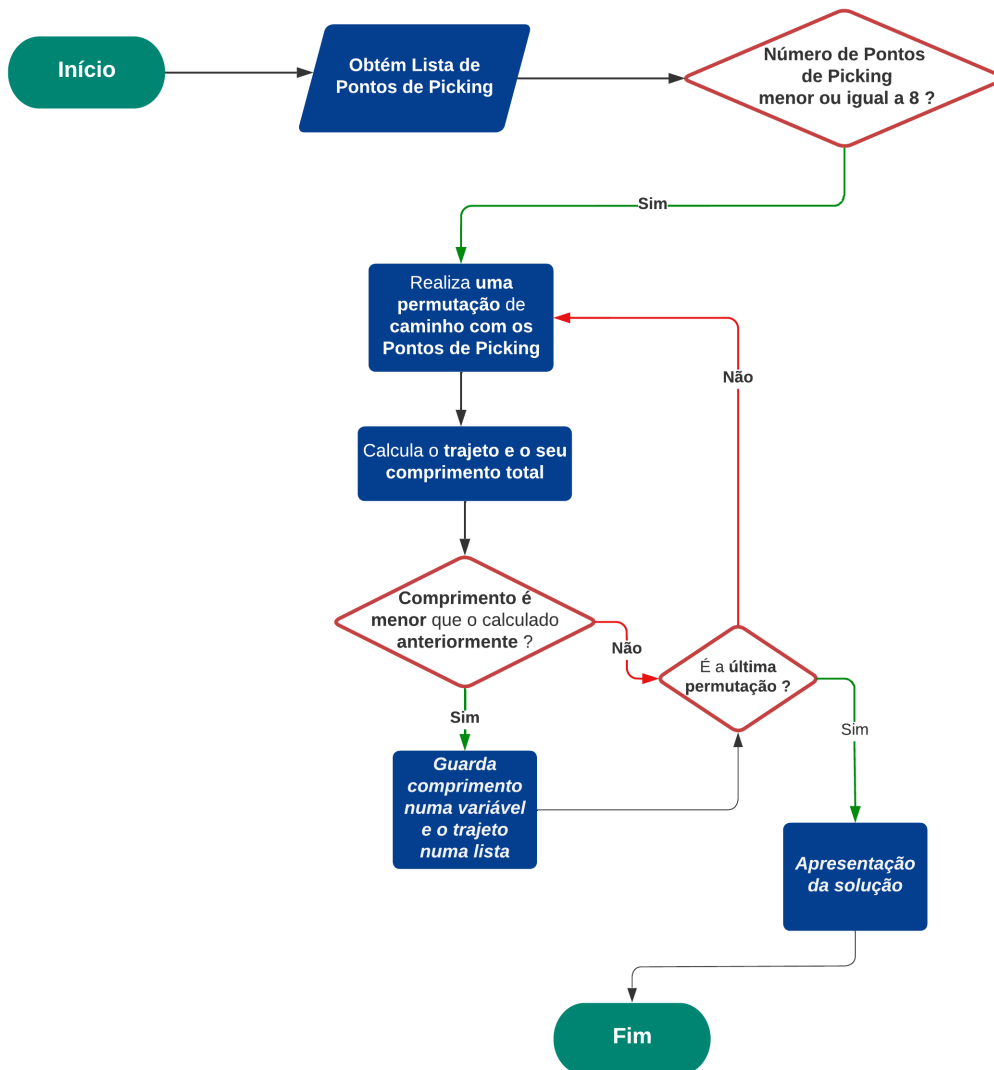 Início
Obtém Lista de
Pontos de Picking
Número de Pontos
de Picking
menor ou igual a 8 ?
Sim
Realiza uma
permutação de
caminho com os
Pontos de Picking
Não
Calcula o trajeto e o seu
comprimento total
Comprimento é
menor que o calculado
anteriormente ?
Não
É a última
permutação ?
Sim
Sim
Guarda
comprimento
numa variável
e o trajeto
numa lista
Apresentação
da solução
Fim